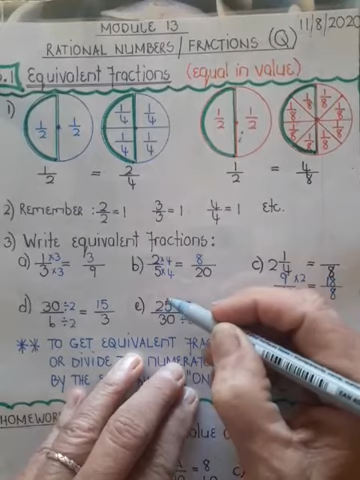 MODULE 13 11/8/2020
RATIONAL NUMBERS/FRACTIONS (Q)
.1 Equivalent fractions (equal in value)
1) 1/2 1/2 1/4 1/4 1/4 1/4 1/2 1/2 1/8 1/8 1/8 1/8 1/8 1/8 1/8 1/8
1/2 = 2/4 1/2 = 4/8
2) Remember: 2/2 = 1 3/3 = 1 4/4 = 1 Etc.
3) Write equivalent fractions:
a) 1×3/3×3 = 3/9 b) 2×4/5×4 = 8/20 c) 2 1/4 = /8
9 ×2 = 18/8
d) 30÷2/6÷2 = 15/3 e) 25/30
** TO GET EQUIVALENT
OR DIVIDE
BY THE
HOMEWORK
= 8